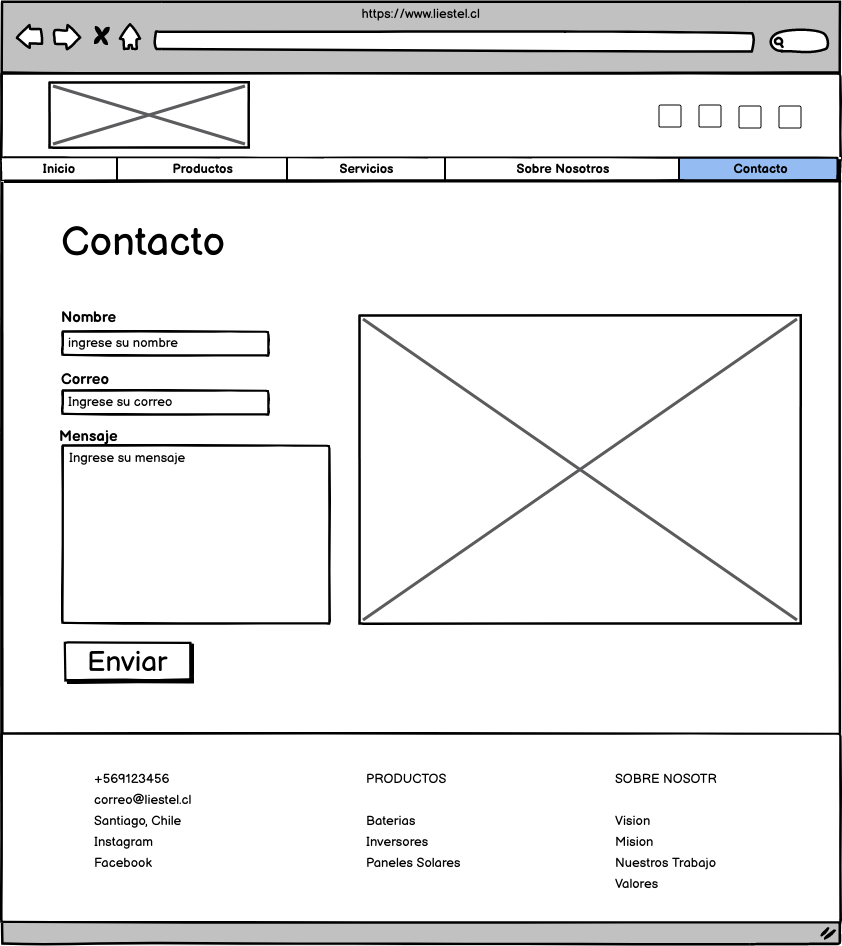 https://www.liestel.cl
Inicio Productos Servicios Sobre Nosotros Contacto
Contacto
Nombre
ingrese su nombre
Correo
Ingrese su correo
Mensaje
Ingrese su mensaje
Enviar
+569123456
correo@liestel.cl
Santiago, Chile
Instagram
Facebook
PRODUCTOS
Baterias
Inversores
Paneles Solares
SOBRE NOSOTR
Vision
Mision
Nuestros Trabajo
Valores